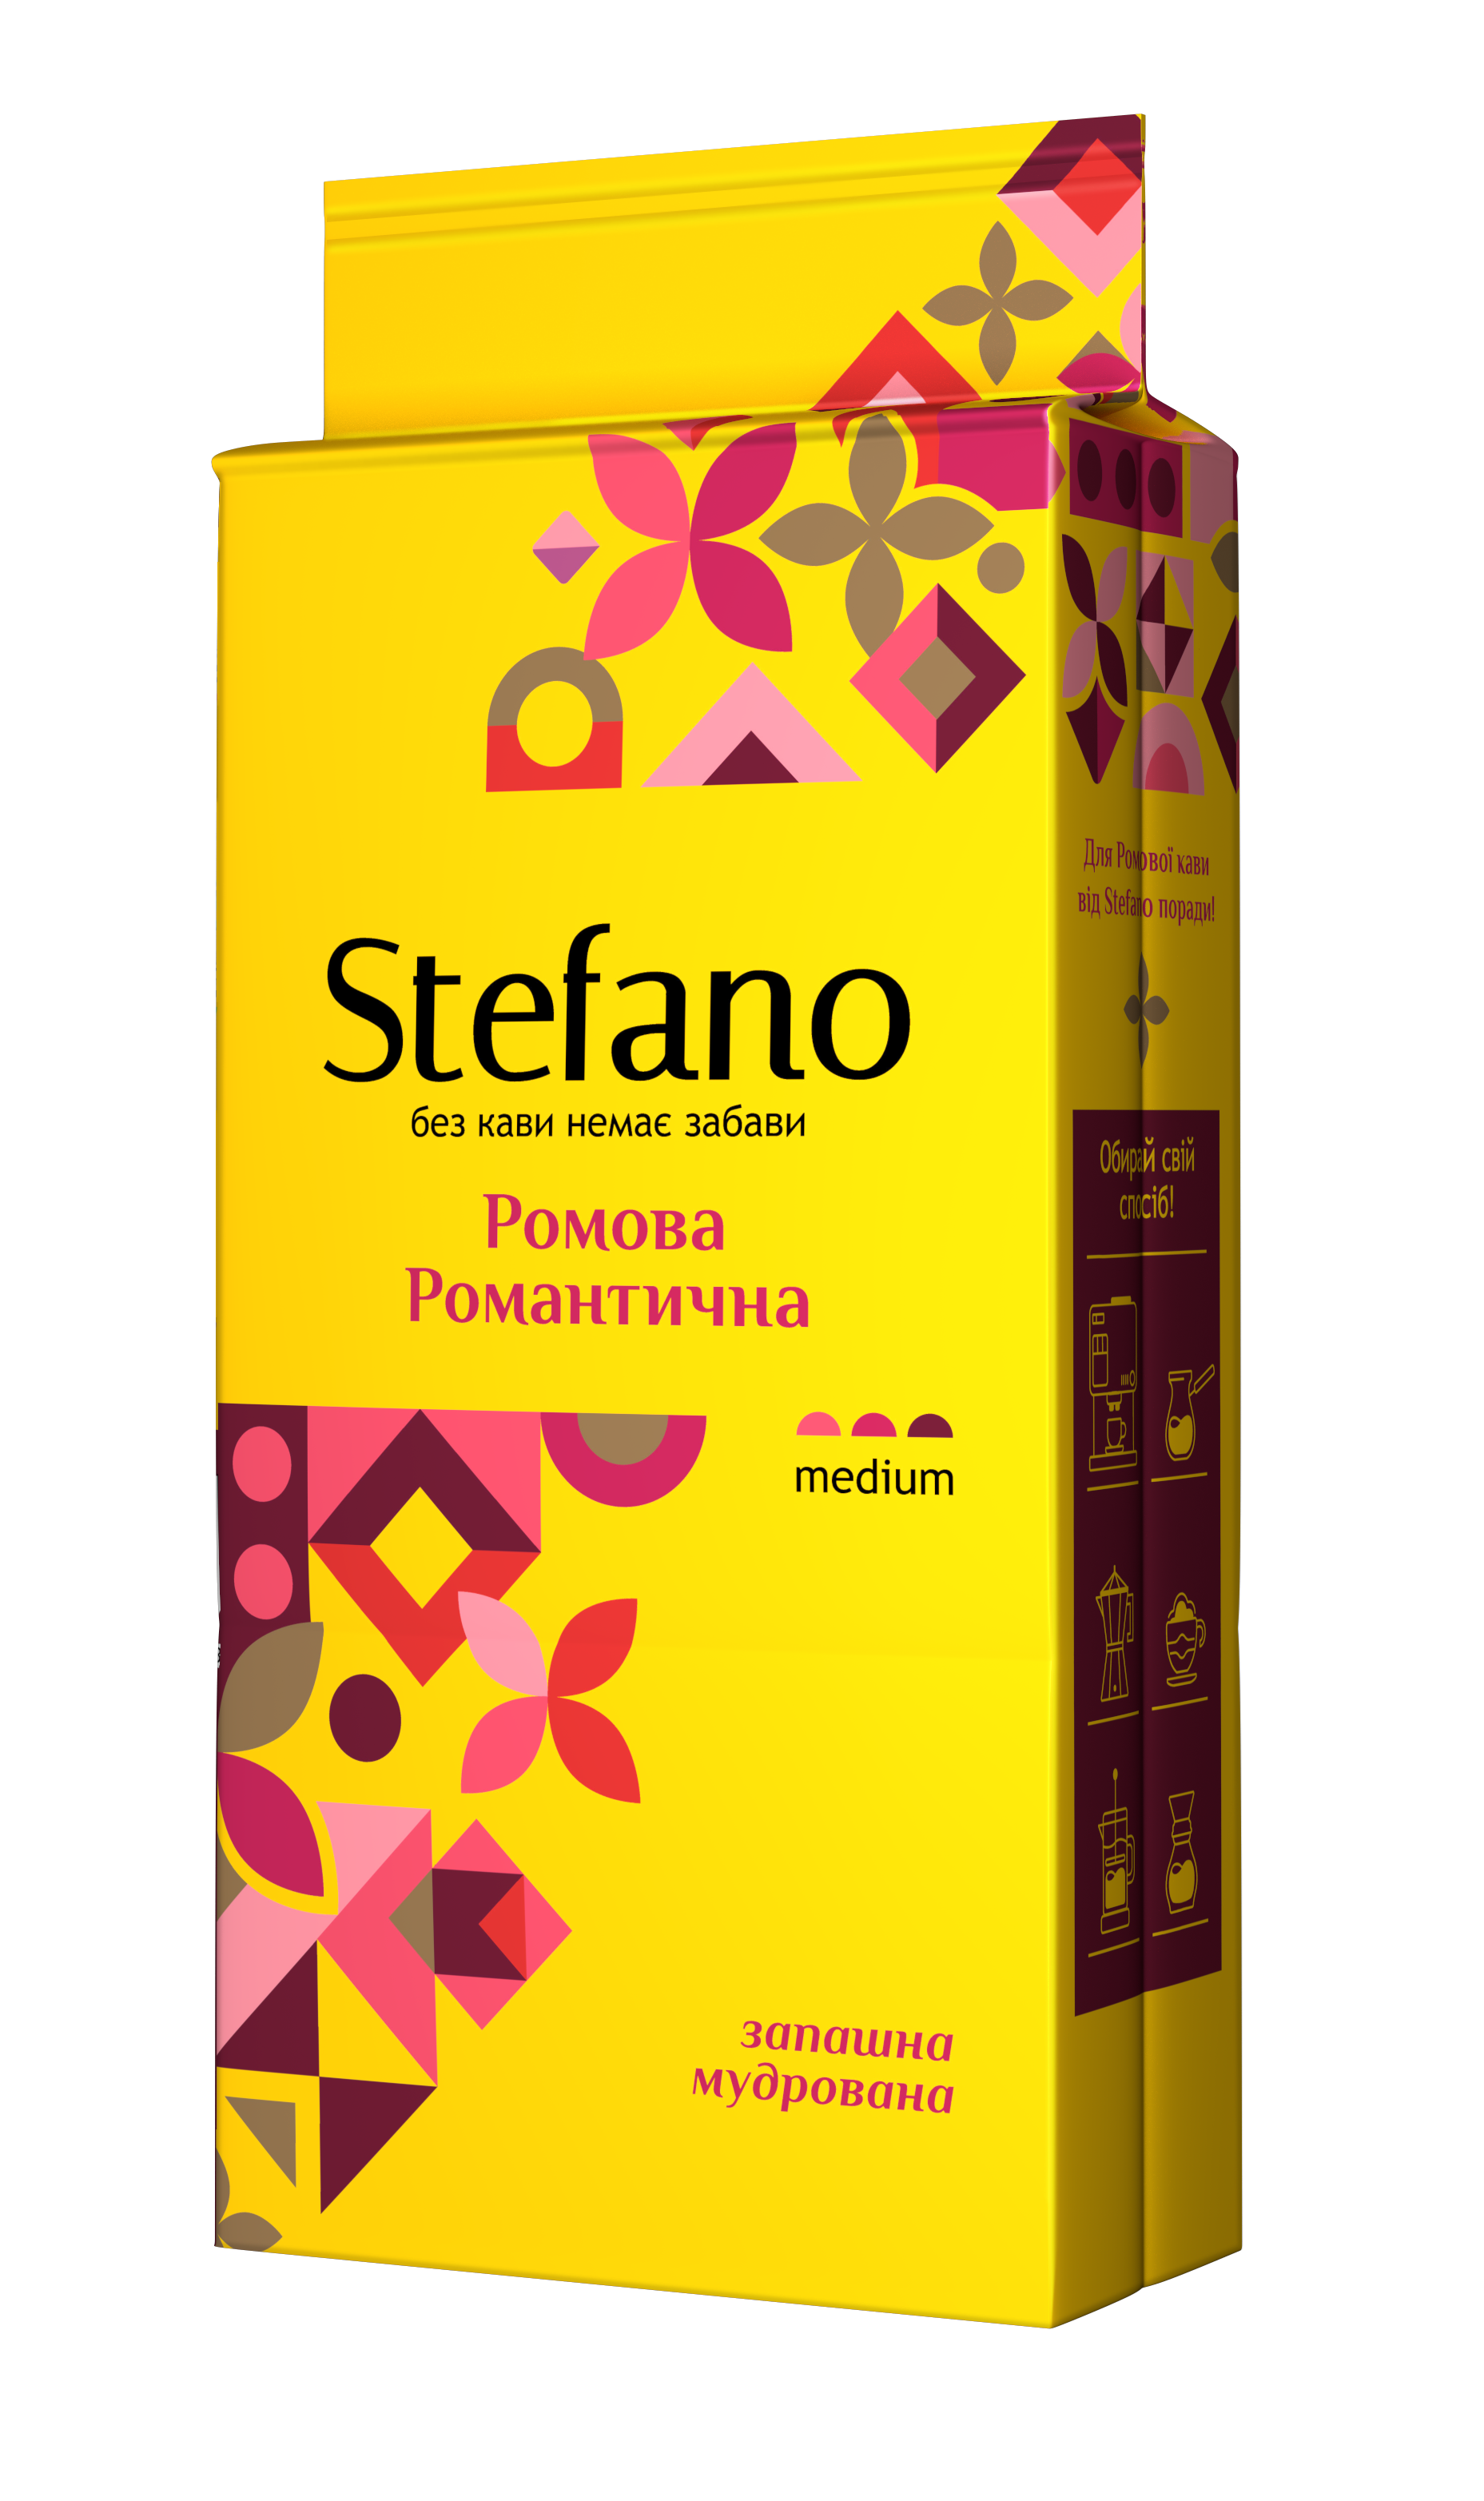 Stefano
без кави немає забави
Ромова
Романтична
medium
запашна
мудрована
Для Ромової кави
від Stefano поради!
Обирай свій
спосіб!